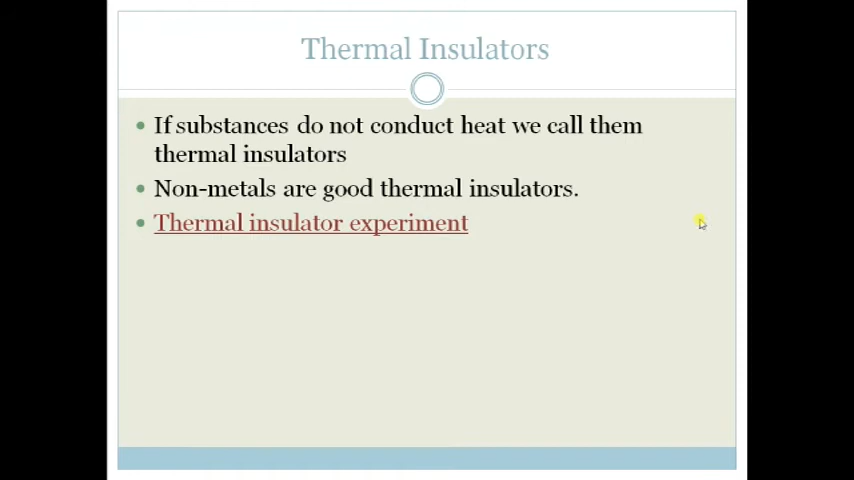 Thermal Insulators
If substances do not conduct heat we call them
thermal insulators
Non-metals are good thermal insulators.
Thermal insulator experiment